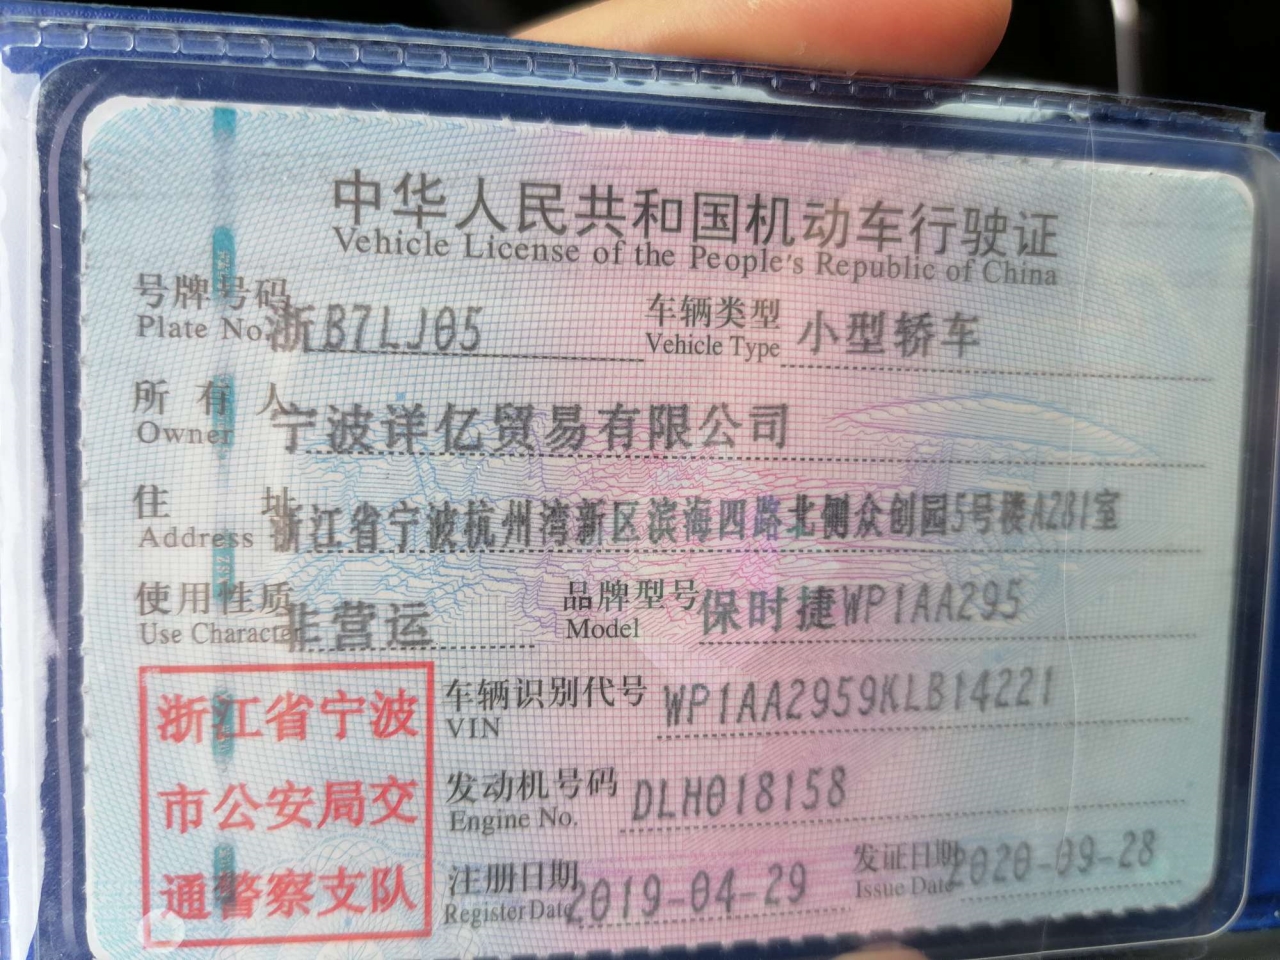 中华人民共和国机动车行驶证
Vehicle License of the People's Republic of China
号牌号码 浙B7LJ05 车辆类型 小型轿车
Plate No. Vehicle Type
所有人 宁波详亿贸易有限公司
Owner
住址 浙江省宁波杭州湾新区滨海四路北侧众创园5号楼A281室
Address
使用性质 非营运 品牌型号 保时捷WP1AA295
Use Character Model
浙江省宁波
市公安局交
通警察支队
车辆识别代号 WP1AA2959KLB14221
VIN
发动机号码 DLH018158
Engine No.
注册日期 2019-04-29 发证日期 2020-09-28
Register Date Issue Date